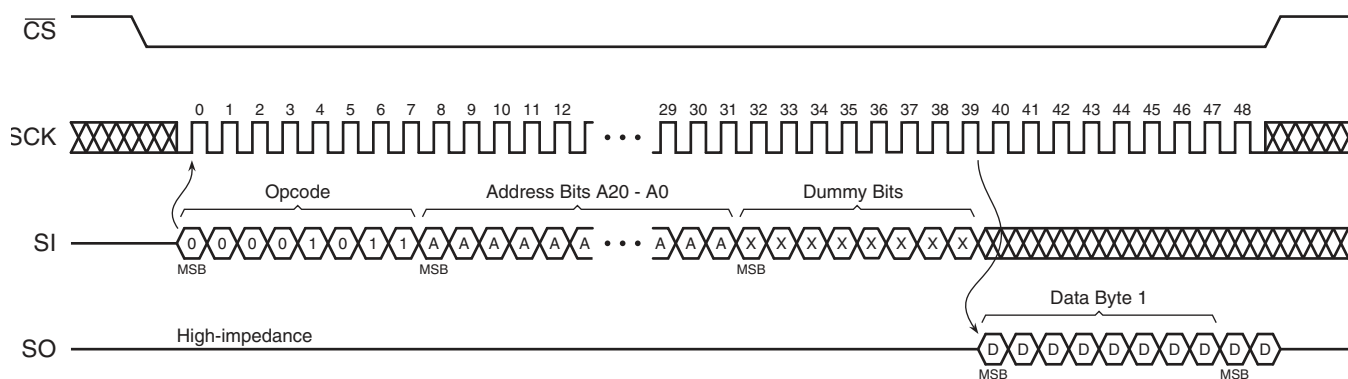 CS
0 1 2 3 4 5 6 7 8 9 10 11 12 29 30 31 32 33 34 35 36 37 38 39 40 41 42 43 44 45 46 47 48
SCK
Opcode Address Bits A20 - A0 Dummy Bits
SI 0 0 0 0 1 0 1 1 A A A A A A A A A X X X X X X X X
MSB MSB MSB
Data Byte 1
High-impedance
SO D D D D D D D D D D
MSB MSB